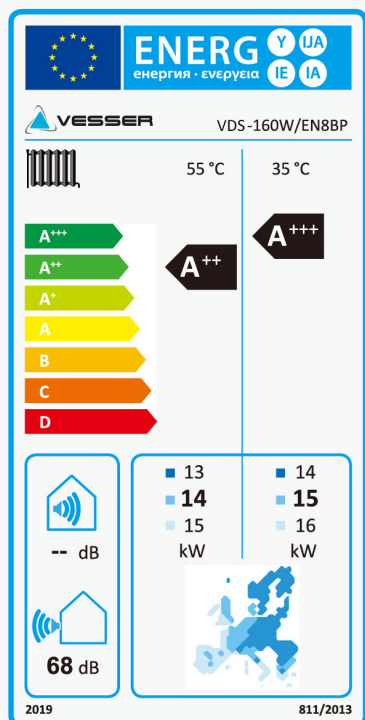 ENERG Y IJA
енергия · ενεργεια IE IA
VESSER VDS-160W/EN8BP
55 °C 35 °C
A+++ A+++
A++ A++
A+
A
B
C
D
13 14
14 15
15 16
-- dB kW kW
68 dB
2019 811/2013